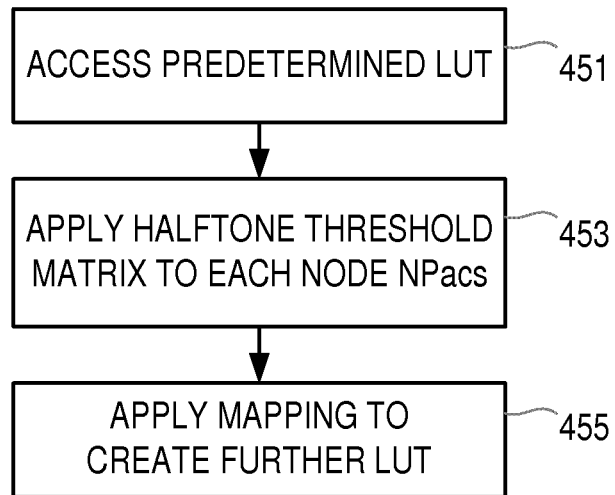 ACCESS PREDETERMINED LUT
451
APPLY HALFTONE THRESHOLD
MATRIX TO EACH NODE NPacs
453
APPLY MAPPING TO
CREATE FURTHER LUT
455